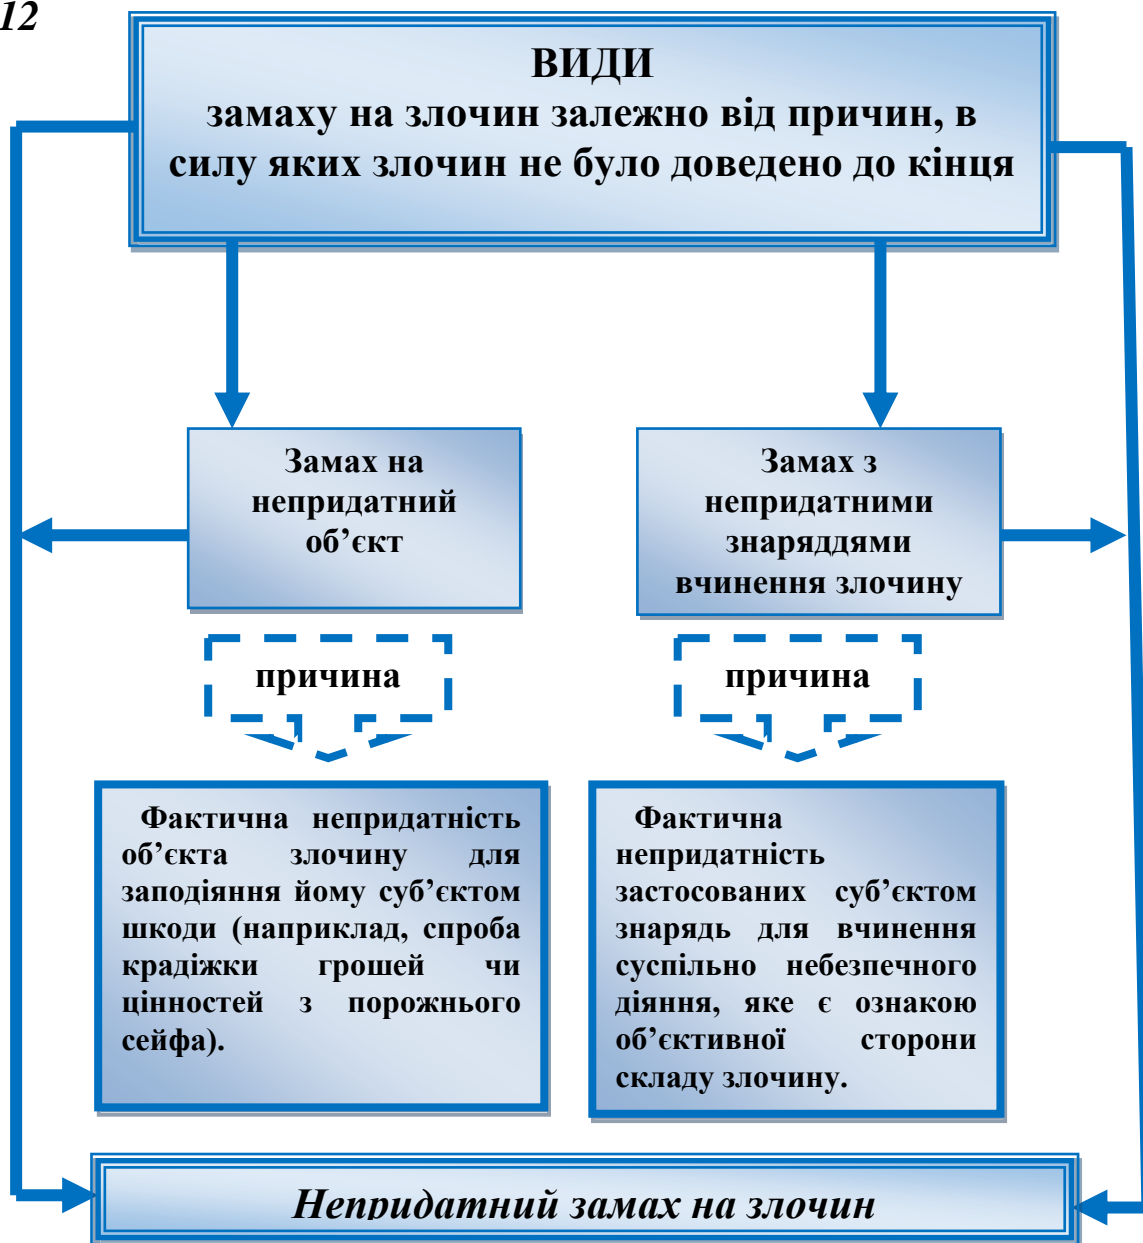 12
ВИДИ
замаху на злочин залежно від причин, в
силу яких злочин не було доведено до кінця
Замах на
непридатний
об’єкт
Замах з
непридатними
знаряддями
вчинення злочину
причина
причина
Фактична непридатність
об’єкта злочину для
заподіяння йому суб’єктом
шкоди (наприклад, спроба
крадіжки грошей чи
цінностей з порожнього
сейфа).
Фактична
непридатність
застосованих суб’єктом
знарядь для вчинення
суспільно небезпечного
діяння, яке є ознакою
об’єктивної сторони
складу злочину.
Непридатний замах на злочин